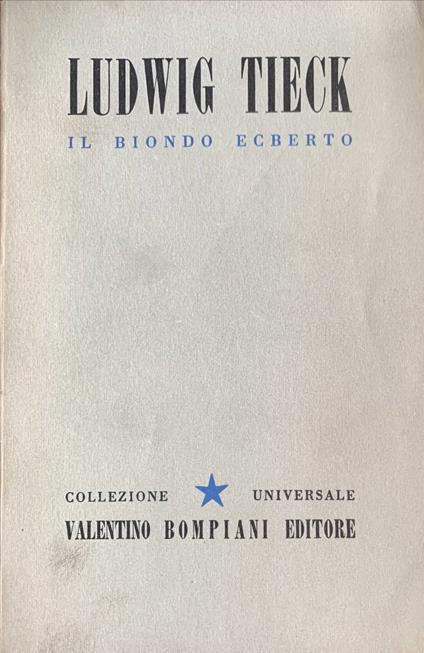 LUDWIG TIECK
IL BIONDO ECBERTO
COLLEZIONE UNIVERSALE
VALENTINO BOMPIANI EDITORE